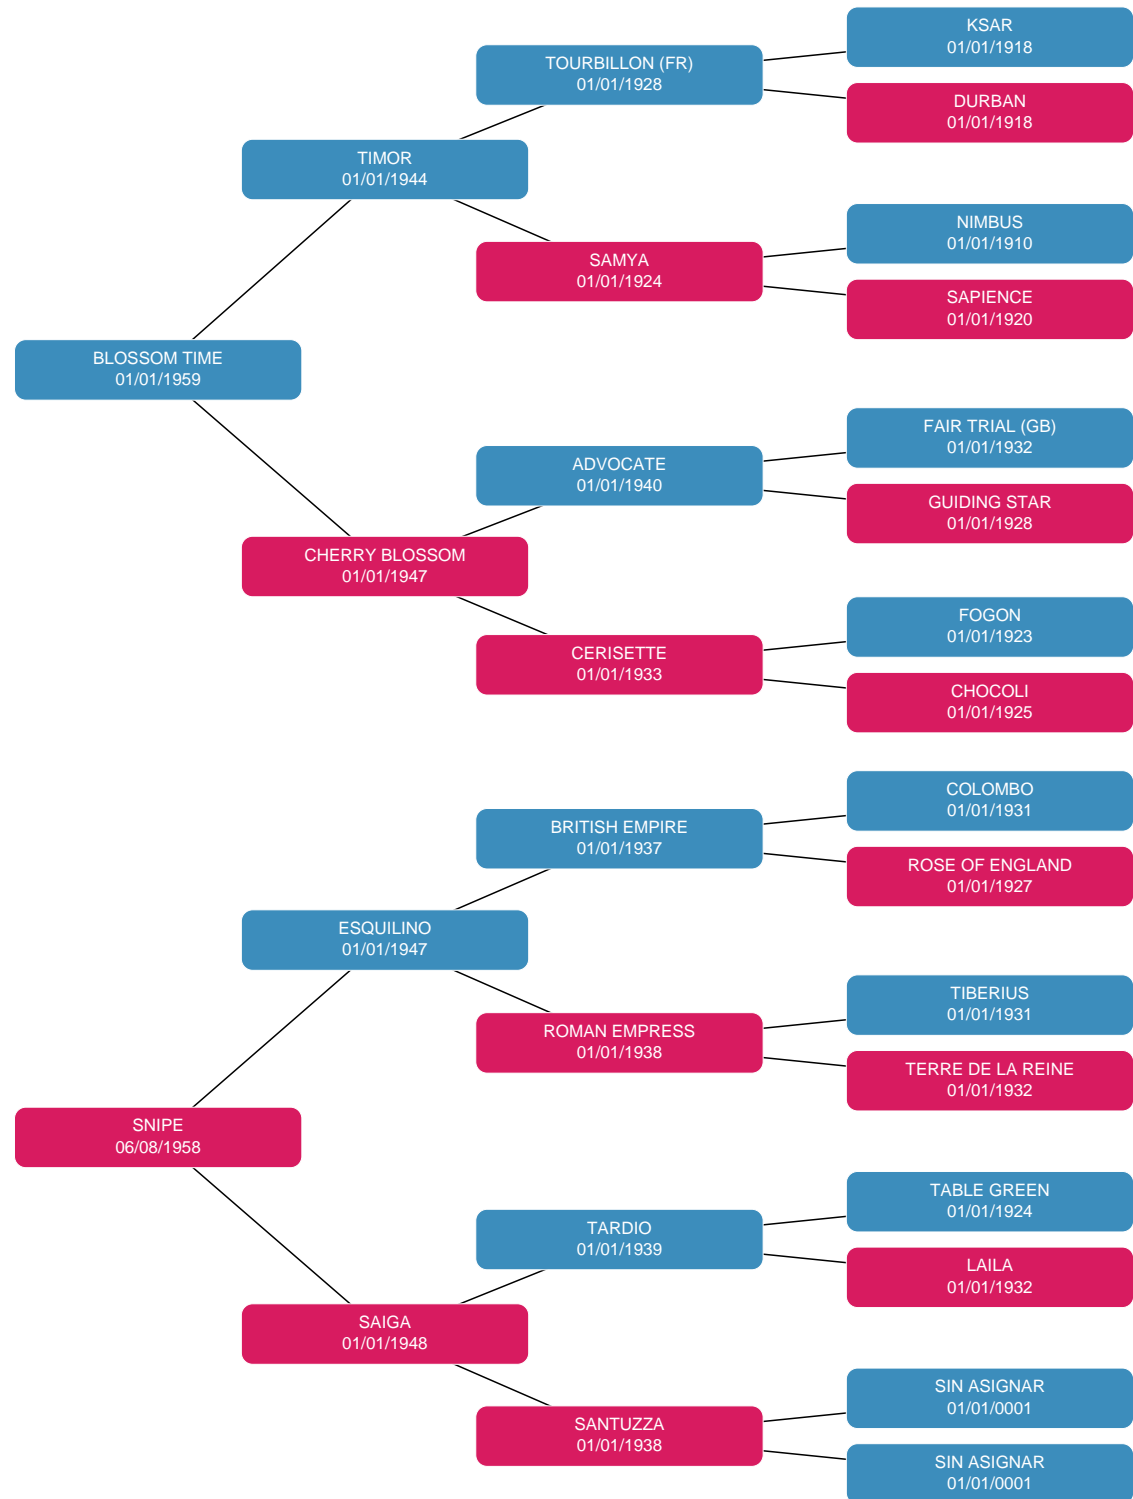 KSAR
01/01/1918
TOURBILLON (FR)
01/01/1928
DURBAN
01/01/1918
TIMOR
01/01/1944
NIMBUS
01/01/1910
SAMYA
01/01/1924
SAPIENCE
01/01/1920
BLOSSOM TIME
01/01/1959
FAIR TRIAL (GB)
01/01/1932
ADVOCATE
01/01/1940
GUIDING STAR
01/01/1928
CHERRY BLOSSOM
01/01/1947
FOGON
01/01/1923
CERISETTE
01/01/1933
CHOCOLI
01/01/1925
COLOMBO
01/01/1931
BRITISH EMPIRE
01/01/1937
ROSE OF ENGLAND
01/01/1927
ESQUILINO
01/01/1947
TIBERIUS
01/01/1931
ROMAN EMPRESS
01/01/1938
TERRE DE LA REINE
01/01/1932
SNIPE
06/08/1958
TABLE GREEN
01/01/1924
TARDIO
01/01/1939
LAILA
01/01/1932
SAIGA
01/01/1948
SIN ASIGNAR
01/01/0001
SANTUZZA
01/01/1938
SIN ASIGNAR
01/01/0001